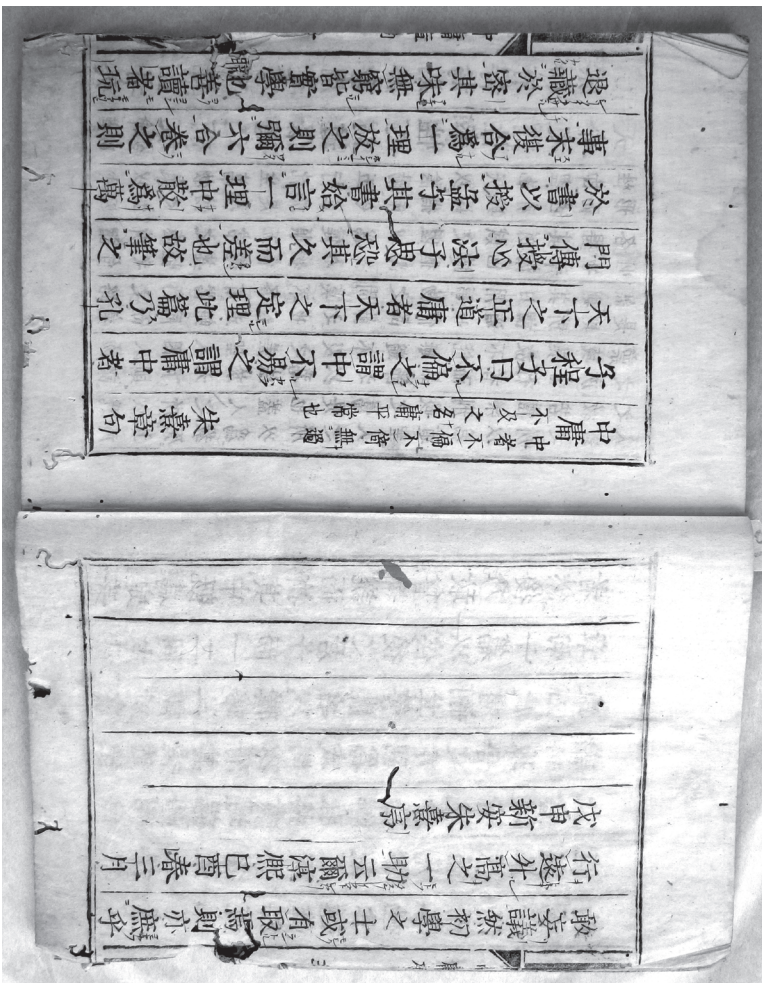 敢妄議然初學之士或有取焉則亦庶乎
行遠升高之一助云爾淳熙己酉春三月
戊申新安朱熹序
中庸
中者不偏不倚無過
不及之名庸平常也
朱熹章句
子程子曰不偏之謂中不易之謂庸中者
天下之正道庸者天下之定理此篇乃孔
門傳授心法子思恐其久而差也故筆之
於書以授孟子其書始言一理中散爲萬
事末復合爲一理放之則彌六合卷之則
退藏於密其味無窮皆實學也善讀者玩